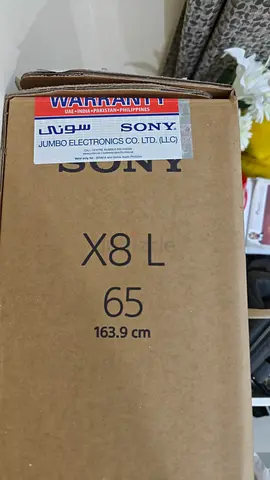 WARRANTY
UAE • INDIA • PAKISTAN • PHILIPPINES
سوني SONY
JUMBO ELECTRONICS CO. LTD. (LLC)
SONY
X8 L
65
163.9 cm